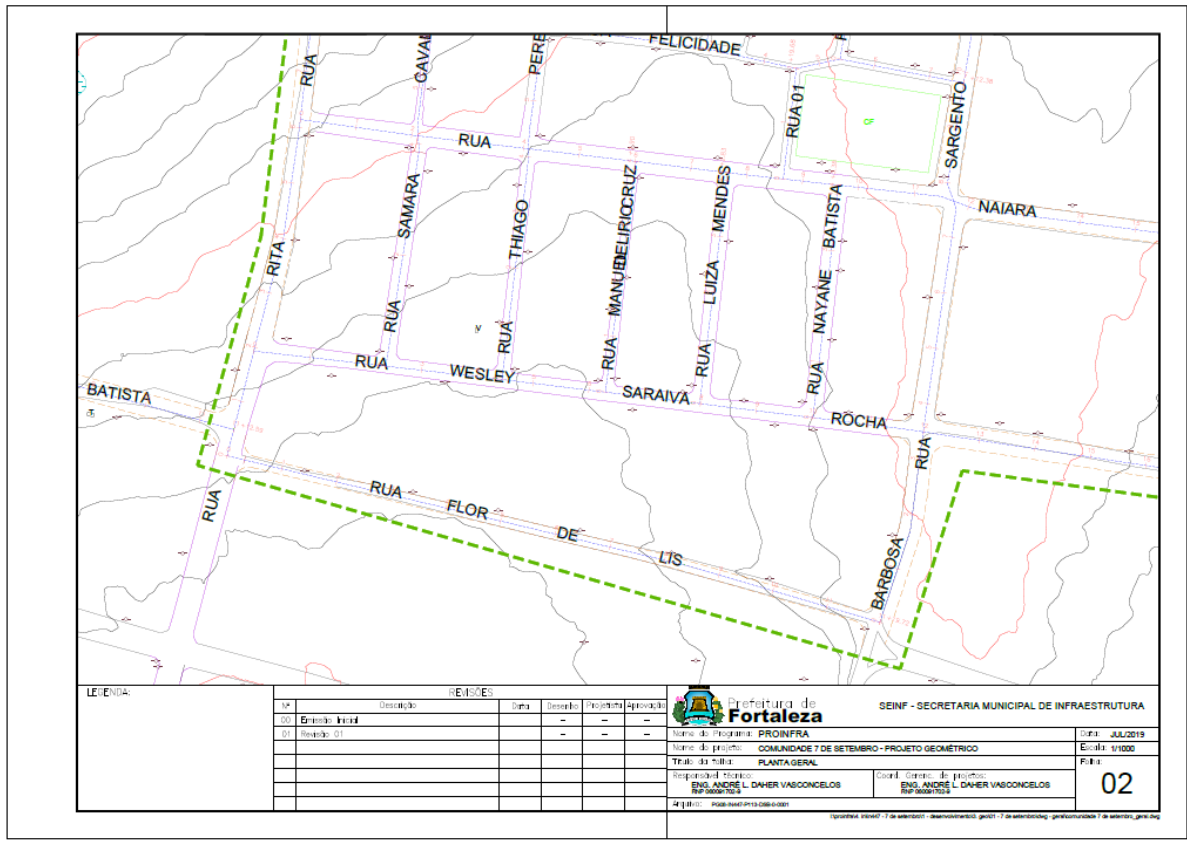 FELICIDADE
RUA
CAVAL
PERE
RUA 01
CF
SARGENTO
RUA
NAIARA
RITA
SAMARA
THIAGO
CRUZ
MANUEL
MENDES
LUIZA
BATISTA
NAYANE
RUA
RUA
RUA
RUA
RUA
RUA
WESLEY
SARAIVA
ROCHA
BATISTA
RUA
RUA
RUA
FLOR
DE
LIS
BARBOSA
LEGENDA:
REVISÕES
Nº Descrição Data Desenho Projetista Aprovação
00 Emissão Inicial – – –
01 Revisão 01 – – –
Prefeitura de
Fortaleza
SEINF - SECRETARIA MUNICIPAL DE INFRAESTRUTURA
Nome do Programa: PROINFRA
Data: JUL/2019
Nome do projeto: COMUNIDADE 7 DE SETEMBRO - PROJETO GEOMÉTRICO
Escala: 1/1000
Título da folha: PLANTA GERAL
Folha:
02
Responsável técnico:
ENG. ANDRÉ L. DAHER VASCONCELOS
Coord. Gerenc. de projetos:
ENG. ANDRÉ L. DAHER VASCONCELOS
Arquivo: